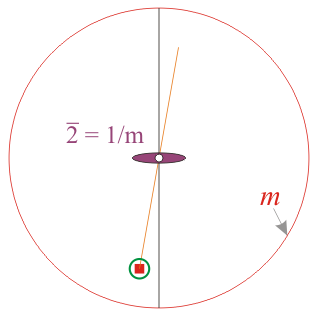 2̅ = 1/m
m